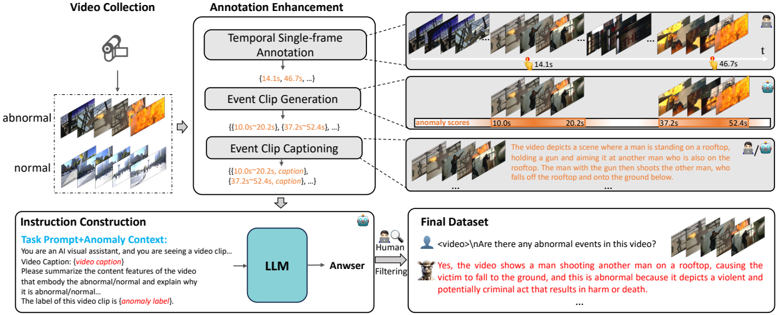 Video Collection
abnormal
normal
Annotation Enhancement
Temporal Single-frame
Annotation
{14.1s, 46.7s, ...}
Event Clip Generation
{{10.0s~20.2s}, {37.2s~52.4s}, ...}
Event Clip Captioning
{{10.0s~20.2s, caption},
{37.2s~52.4s, caption}, ...}
...
...
...
t
14.1s
46.7s
...
anomaly scores
10.0s
20.2s
37.2s
52.4s
The video depicts a scene where a man is standing on a rooftop,
holding a gun and aiming it at another man who is also on the
rooftop. The man with the gun then shoots the other man, who
falls off the rooftop and onto the ground below.
/
...
...
Instruction Construction
Task Prompt+Anomaly Context:
You are an AI visual assistant, and you are seeing a video clip...
Video Caption: {video caption}
Please summarize the content features of the video
that embody the abnormal/normal and explain why
it is abnormal/normal...
The label of this video clip is {anomaly label}.
LLM
Anwser
Human
Filtering
Final Dataset
<video>\nAre there any abnormal events in this video?
Yes, the video shows a man shooting another man on a rooftop, causing the
victim to fall to the ground, and this is abnormal because it depicts a violent and
potentially criminal act that results in harm or death.
...